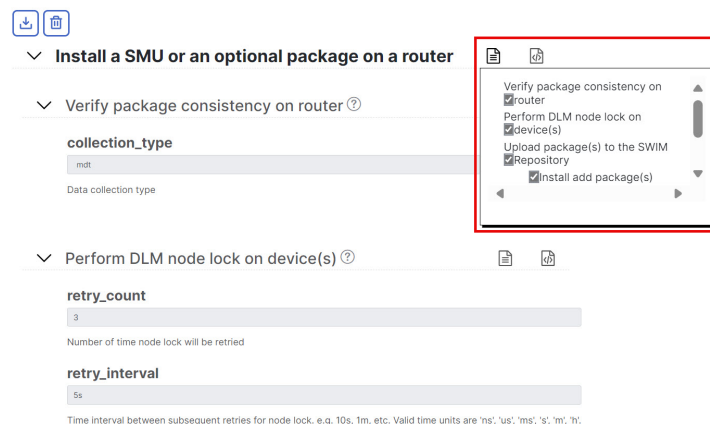 Install a SMU or an optional package on a router
Verify package consistency on
router
Perform DLM node lock on
device(s)
Upload package(s) to the SWIM
Repository
Install add package(s)
Verify package consistency on router ?
collection_type
mdt
Data collection type
Perform DLM node lock on device(s) ?
retry_count
3
Number of time node lock will be retried
retry_interval
5s
Time interval between subsequent retries for node lock. e.g. 10s, 1m, etc. Valid time units are 'ns', 'us', 'ms', 's', 'm', 'h'.